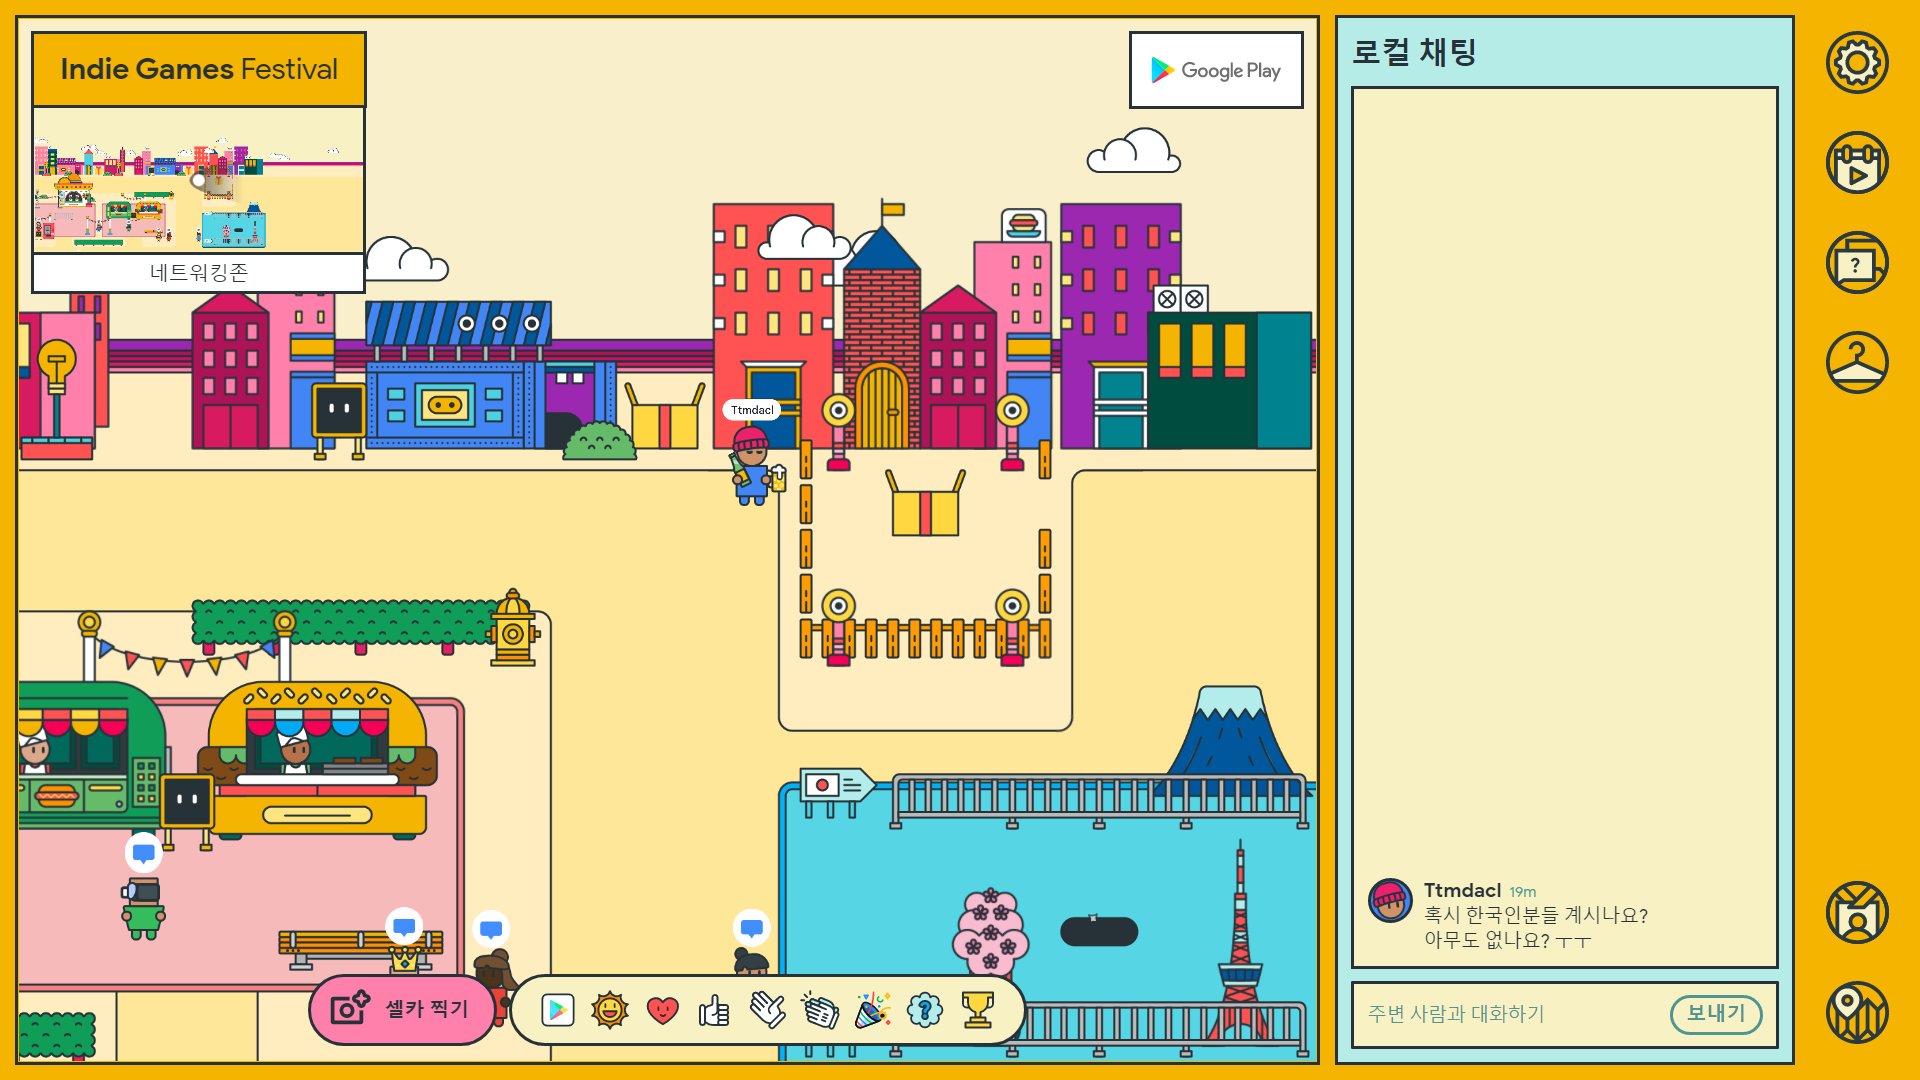 Indie Games Festival
네트워킹존
Google Play
Ttmdacl
?
셀카 찍기
?
로컬 채팅
Ttmdacl 19m
혹시 한국인분들 계시나요?
아무도 없나요? ㅜㅜ
주변 사람과 대화하기
보내기
?